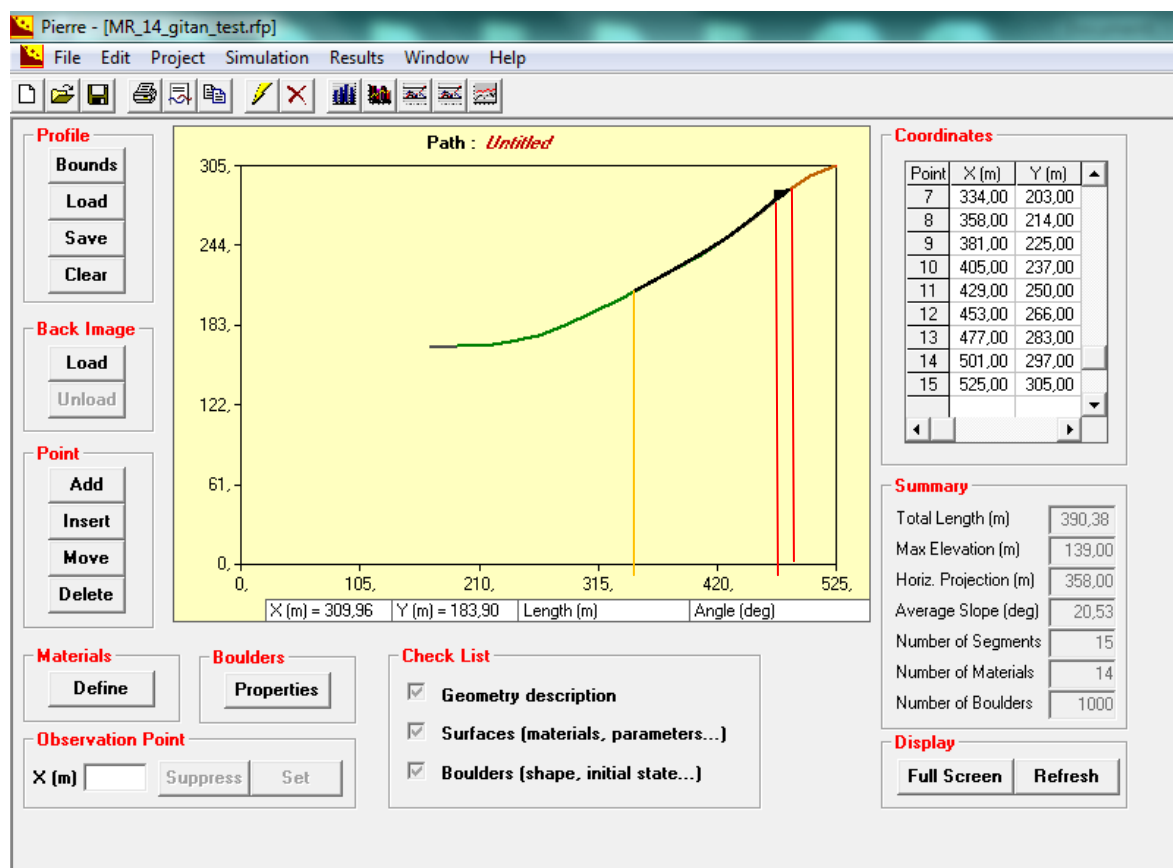 Pierre - [MR_14_gitan_test.rfp]
File Edit Project Simulation Results Window Help
Profile
Bounds
Load
Save
Clear
Back Image
Load
Unload
Point
Add
Insert
Move
Delete
Path : Untitled
305,
244,
183,
122,
61,
0,
0, 105, 210, 315, 420, 525,
X (m) = 309,96 Y (m) = 183,90 Length (m) Angle (deg)
Coordinates
Point X (m) Y (m)
7 334,00 203,00
8 358,00 214,00
9 381,00 225,00
10 405,00 237,00
11 429,00 250,00
12 453,00 266,00
13 477,00 283,00
14 501,00 297,00
15 525,00 305,00
Summary
Total Length (m) 390,38
Max Elevation (m) 139,00
Horiz. Projection (m) 358,00
Average Slope (deg) 20,53
Number of Segments 15
Number of Materials 14
Number of Boulders 1000
Materials
Define
Boulders
Properties
Check List
Geometry description
Surfaces (materials, parameters...)
Boulders (shape, initial state...)
Observation Point
X (m) Suppress Set
Display
Full Screen Refresh